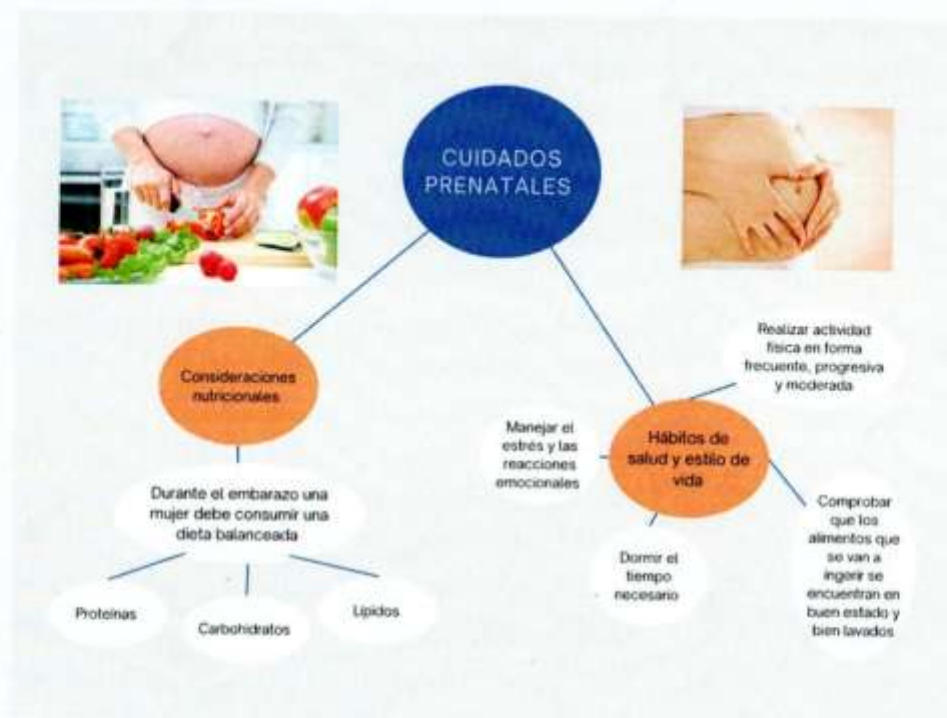 CUIDADOS
PRENATALES
Consideraciones
nutricionales
Durante el embarazo una
mujer debe consumir una
dieta balanceada
Proteínas
Carbohidratos
Lípidos
Hábitos de
salud y estilo de
vida
Realizar actividad
física en forma
frecuente, progresiva
y moderada
Manejar el
estrés y las
reacciones
emocionales
Dormir el
tiempo
necesario
Comprobar
que los
alimentos que
se van a
ingerir se
encuentran en
buen estado y
bien lavados